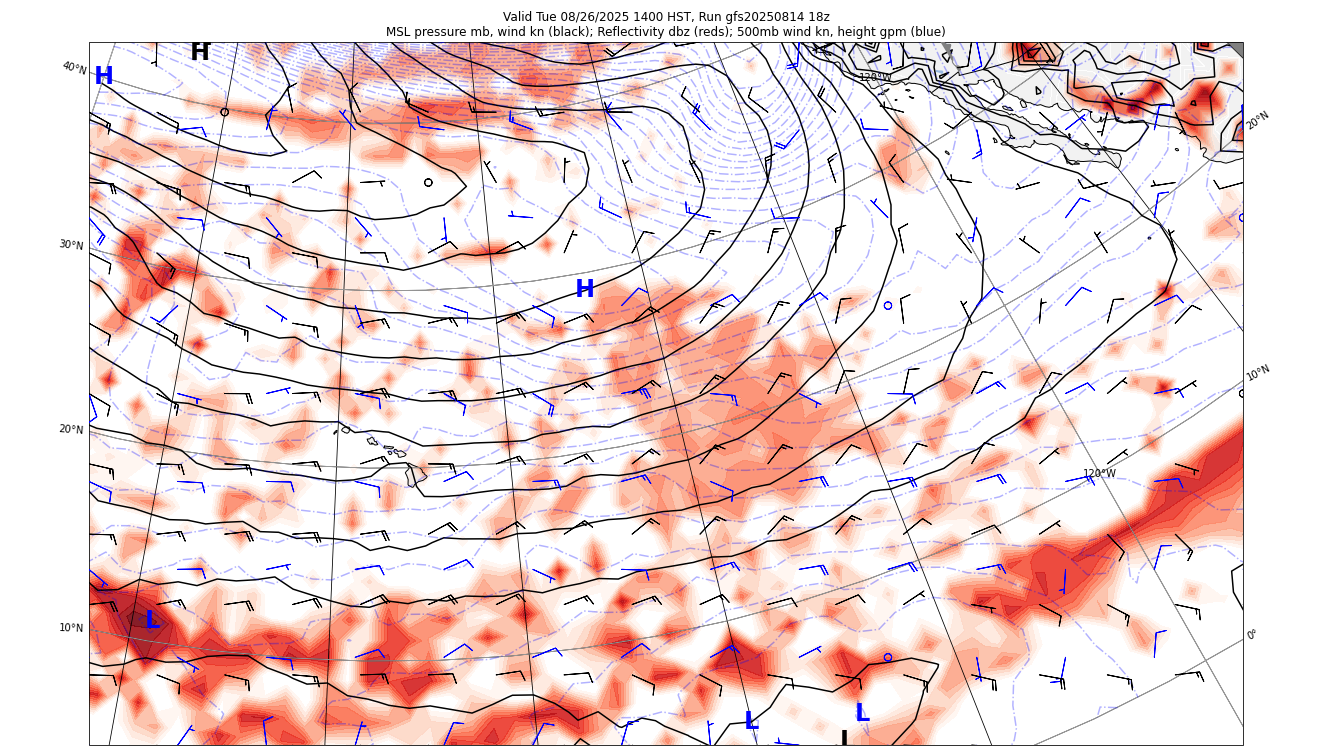 Valid Tue 08/26/2025 1400 HST, Run gfs20250814 18z
MSL pressure mb, wind kn (black); Reflectivity dbz (reds); 500mb wind kn, height gpm (blue)
H
H
40°N
120°W
20°N
30°N
H
10°N
20°N
120°W
L
10°N
0°
L
L
L